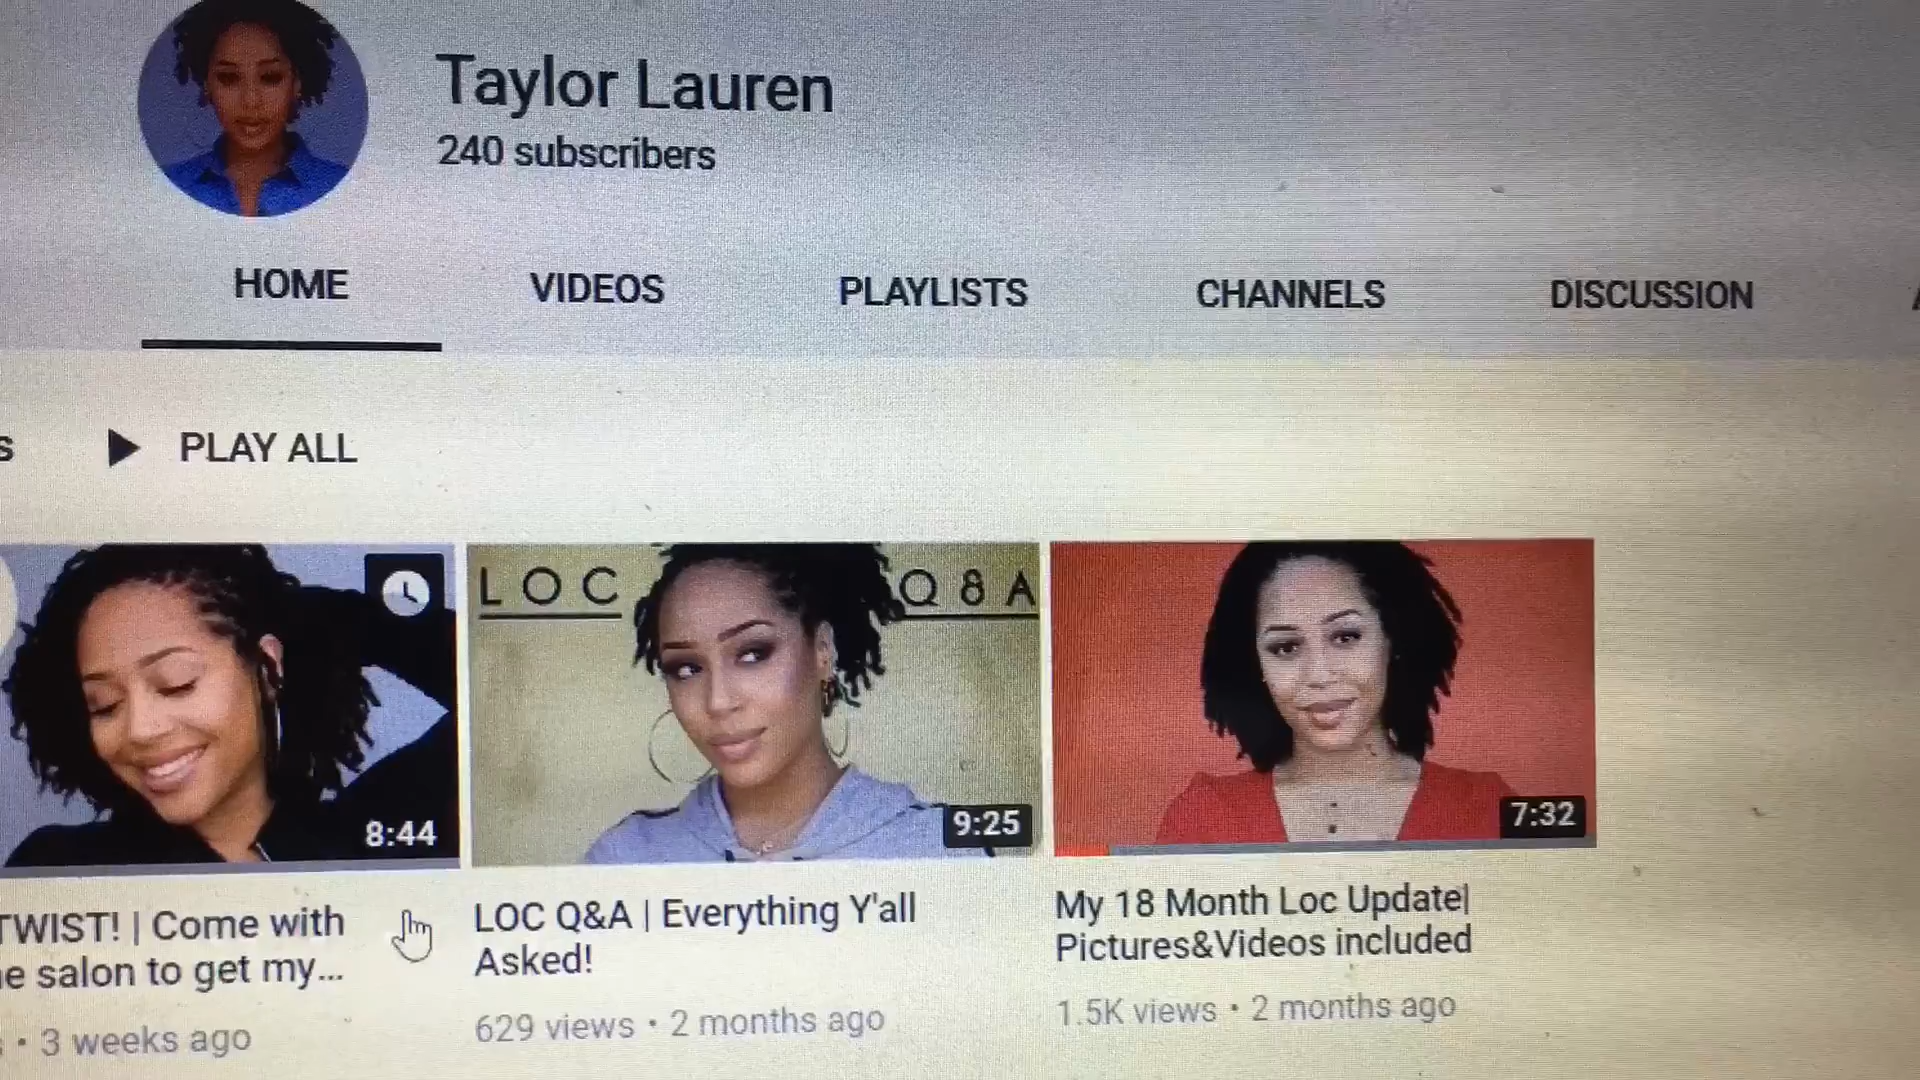 Taylor Lauren
240 subscribers
HOME VIDEOS PLAYLISTS CHANNELS DISCUSSION
PLAY ALL
LOC Q&A
8:44
9:25
7:32
TWIST! | Come with
salon to get my...
3 weeks ago
LOC Q&A | Everything Y'all
Asked!
629 views • 2 months ago
My 18 Month Loc Update|
Pictures&Videos included
1.5K views • 2 months ago